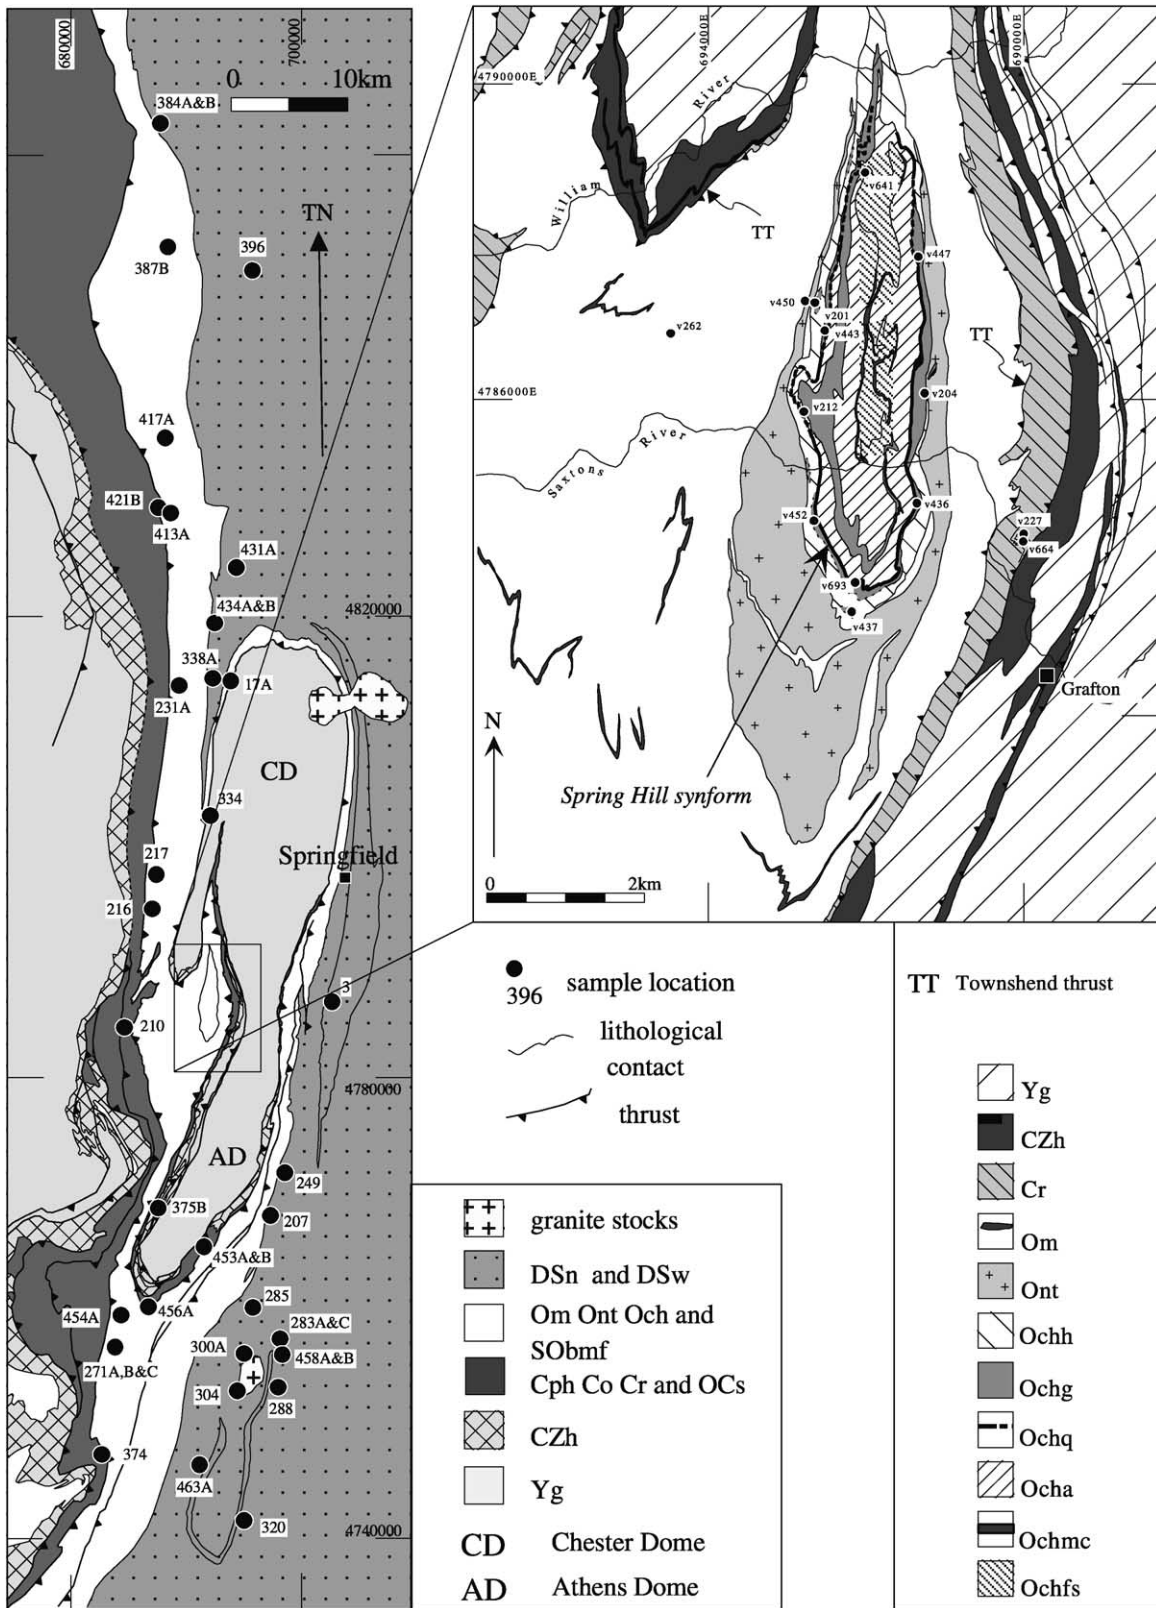 680000
700000
0
10km
384A&B
TN
387B
396
417A
421B
413A
431A
434A&B
4820000
338A
231A
17A
CD
334
Springfield
217
216
3
210
4780000
AD
249
375B
207
453A&B
285
454A
456A
283A&C
300A
458A&B
271A,B&C
304
288
374
463A
320
4740000
694000E
690000E
4790000E
River
William
v641
TT
v447
v450
v201
v262
v443
TT
4786000E
v212
v204
River
Saxtons
v452
v436
v227
v664
v693
v437
Grafton
N
Spring Hill synform
0
2km
396
sample location
lithological
contact
thrust
granite stocks
DSn and DSw
Om Ont Och and
SObmf
Cph Co Cr and OCs
CZh
Yg
CD Chester Dome
AD Athens Dome
TT Townshend thrust
Yg
CZh
Cr
Om
Ont
Ochh
Ochg
Ochq
Ocha
Ochmc
Ochfs